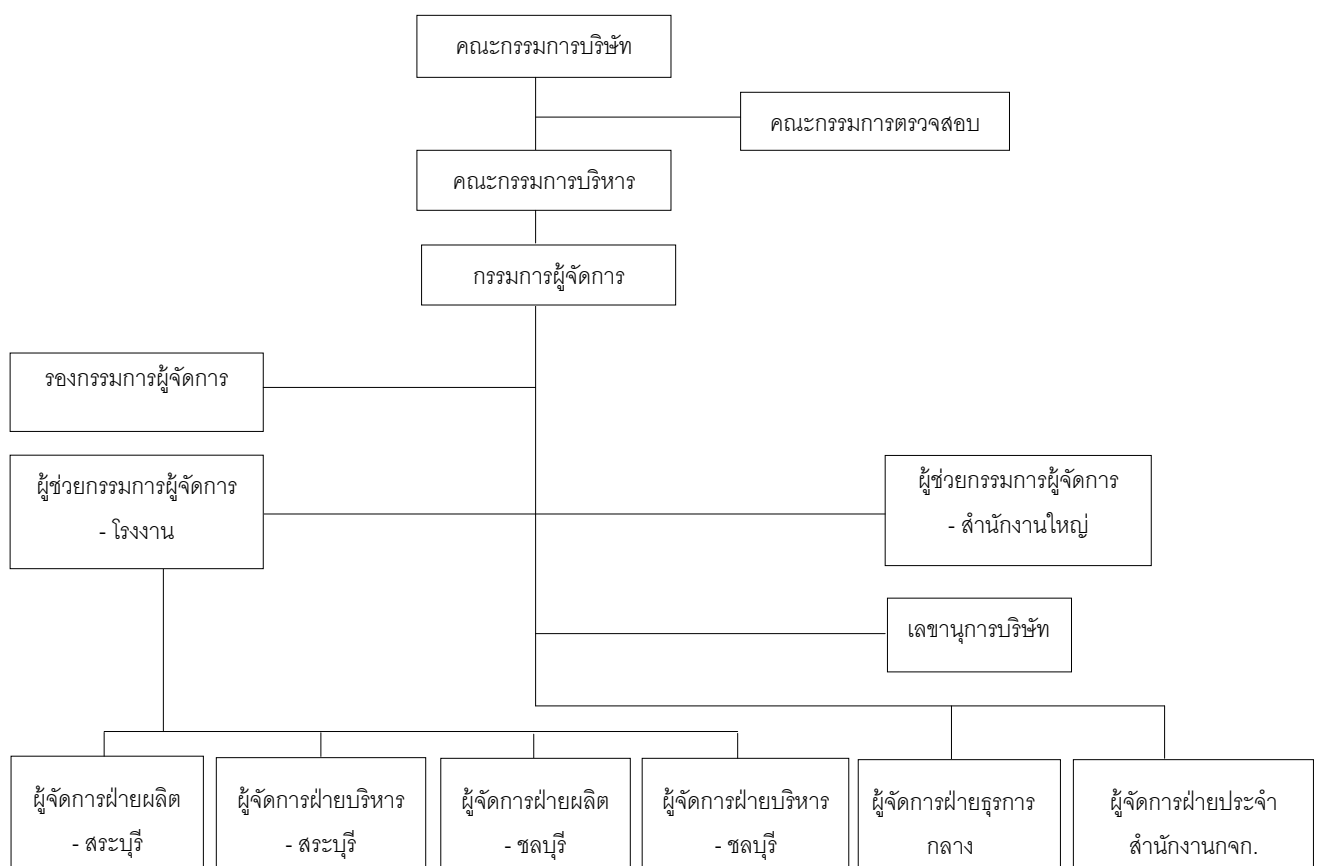 คณะกรรมการบริษัท
คณะกรรมการตรวจสอบ
คณะกรรมการบริหาร
กรรมการผู้จัดการ
รองกรรมการผู้จัดการ
ผู้ช่วยกรรมการผู้จัดการ
- โรงงาน
ผู้ช่วยกรรมการผู้จัดการ
- สำนักงานใหญ่
เลขานุการบริษัท
ผู้จัดการฝ่ายผลิต
- สระบุรี
ผู้จัดการฝ่ายบริหาร
- สระบุรี
ผู้จัดการฝ่ายผลิต
- ชลบุรี
ผู้จัดการฝ่ายบริหาร
- ชลบุรี
ผู้จัดการฝ่ายธุรการ
กลาง
ผู้จัดการฝ่ายประจำ
สำนักงานกจก.